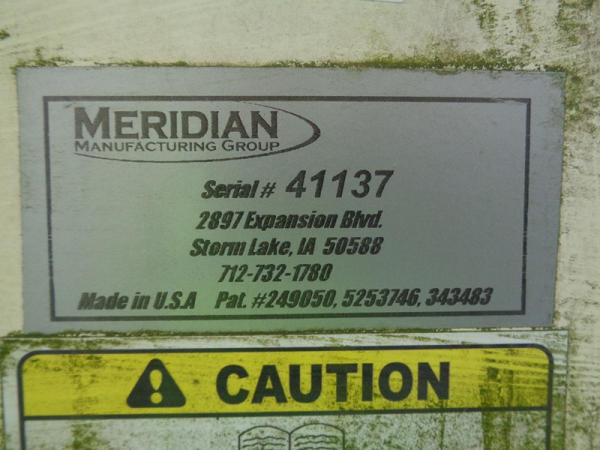 MERIDIAN
MANUFACTURING GROUP
Serial # 41137
2897 Expansion Blvd.
Storm Lake, IA 50588
712-732-1780
Made in U.S.A Pat. #249050, 5253746, 343483
CAUTION